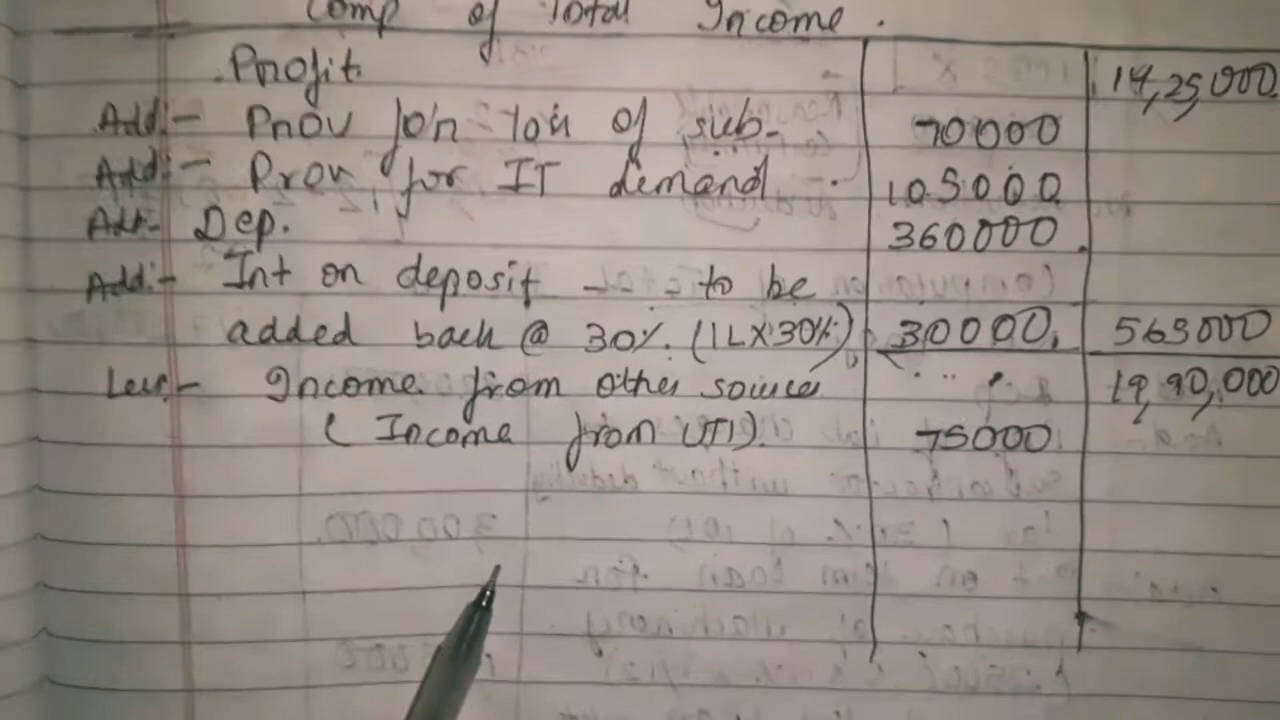 Comp of Total Income.
Profit 14,25,000
Add:- Prov for loss of sub. 70000
Add:- Prov for IT demand. 105000
Add- Dep. 360000
Add:- Int on deposit - to be
added back @ 30%. (1LX30%) 30000 565000
Less- Income from other source 19,90,000
(Income from UTI). 75000